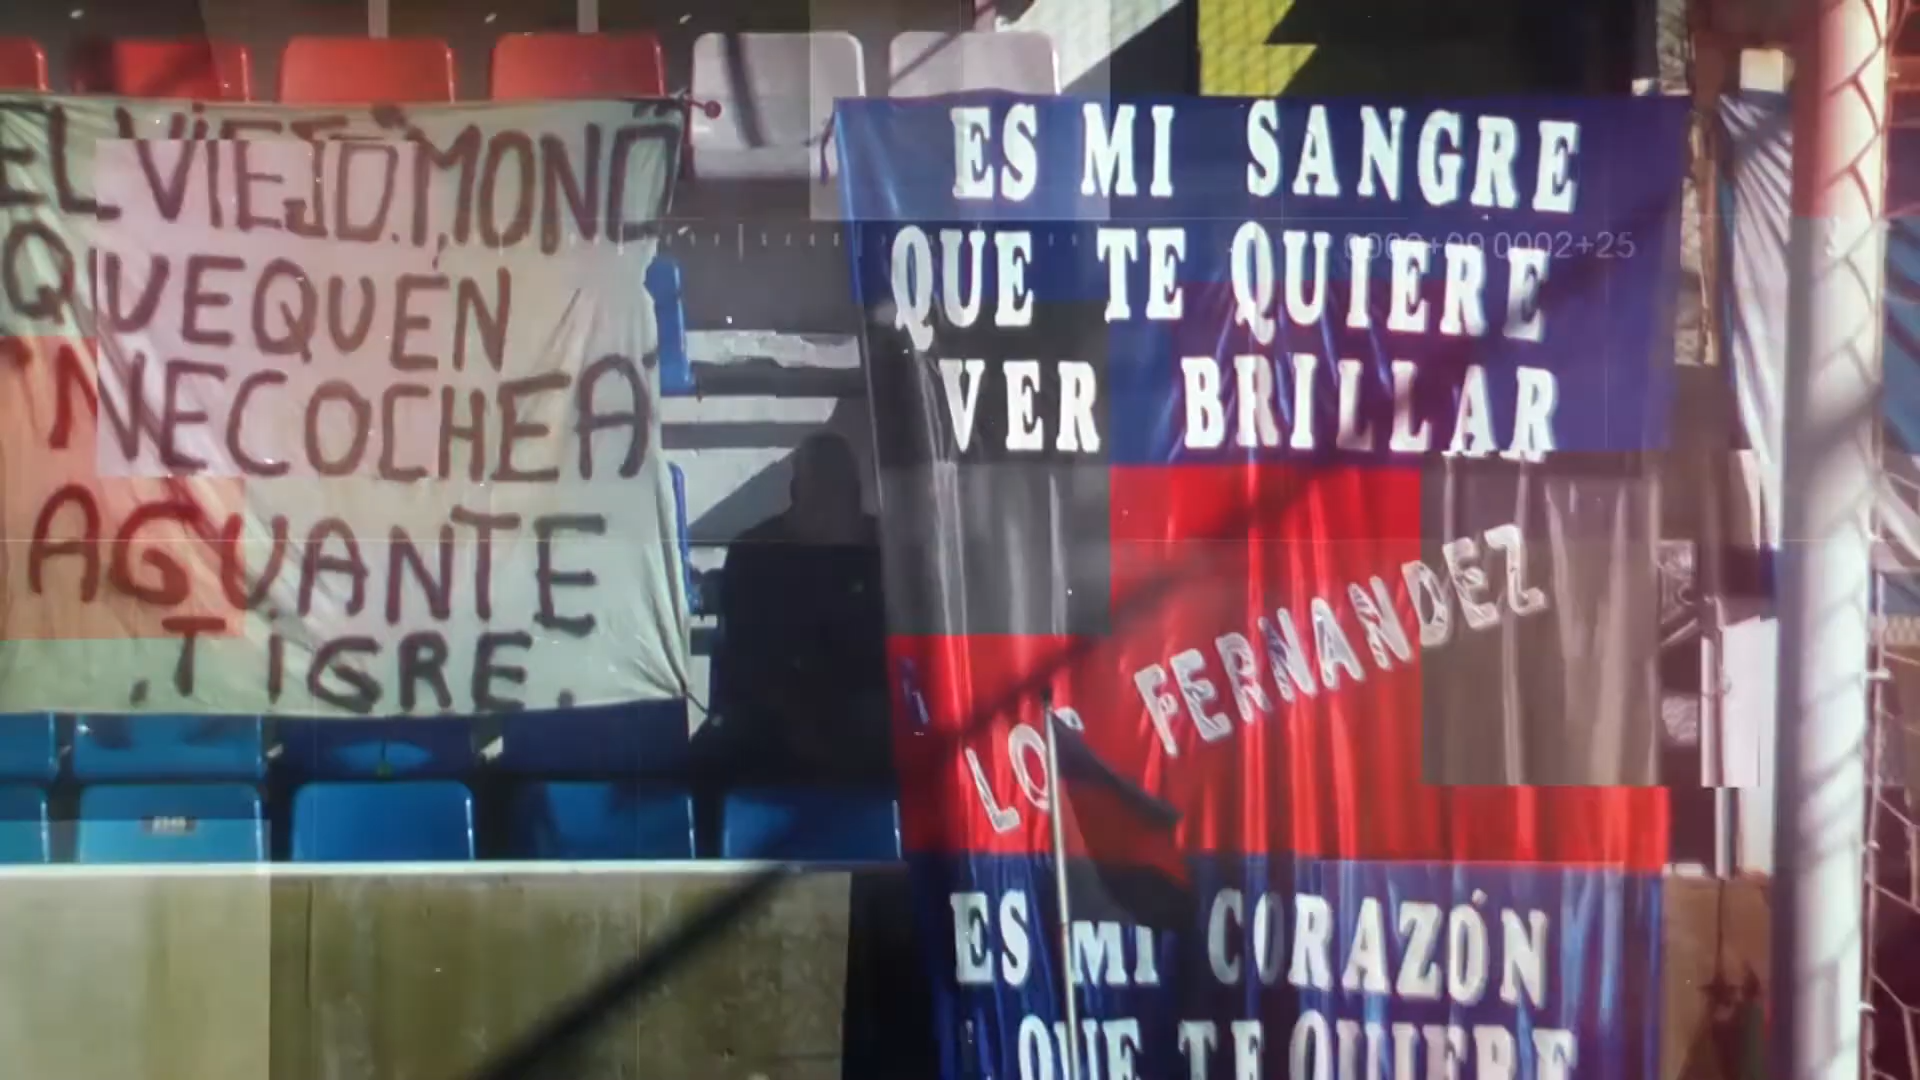 EL VIEJO MONO
QUEQUÉN
NECOCHEA
AGUANTE
.TIGRE.
ES MI SANGRE
QUE TE QUIERE
VER BRILLAR
LOS FERNANDEZ
ES MI CORAZÓN
QUE TE QUIERE